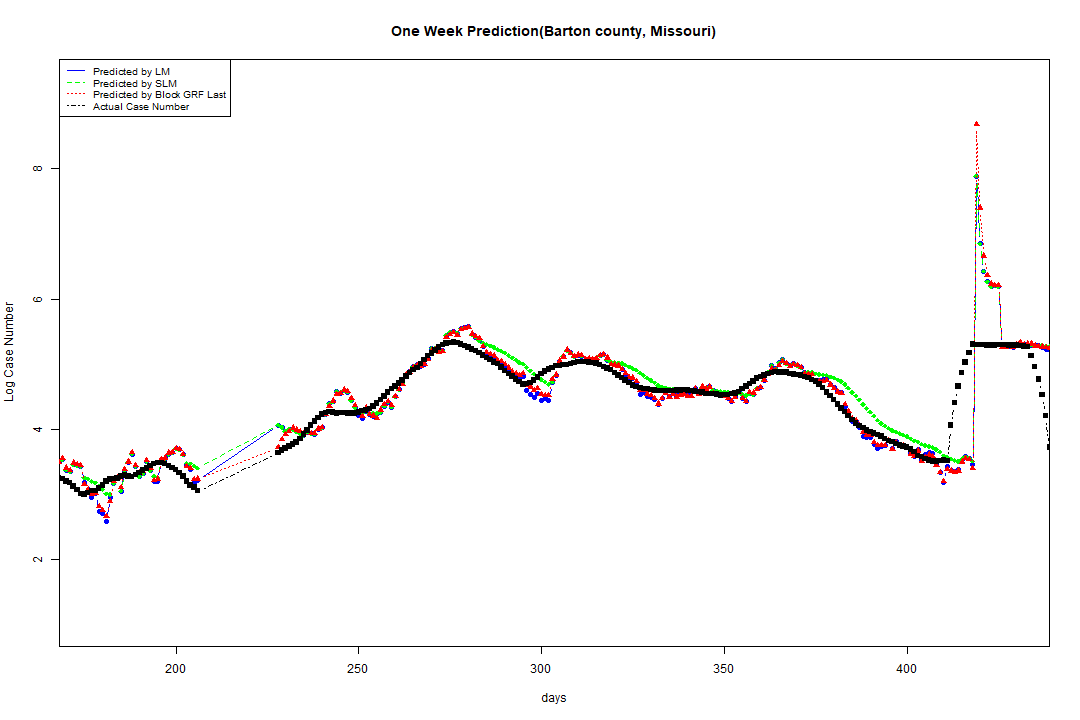 One Week Prediction(Barton county, Missouri)
Predicted by LM
Predicted by SLM
Predicted by Block GRF Last
Actual Case Number
8
6
4
2
Log Case Number
200 250 300 350 400
days